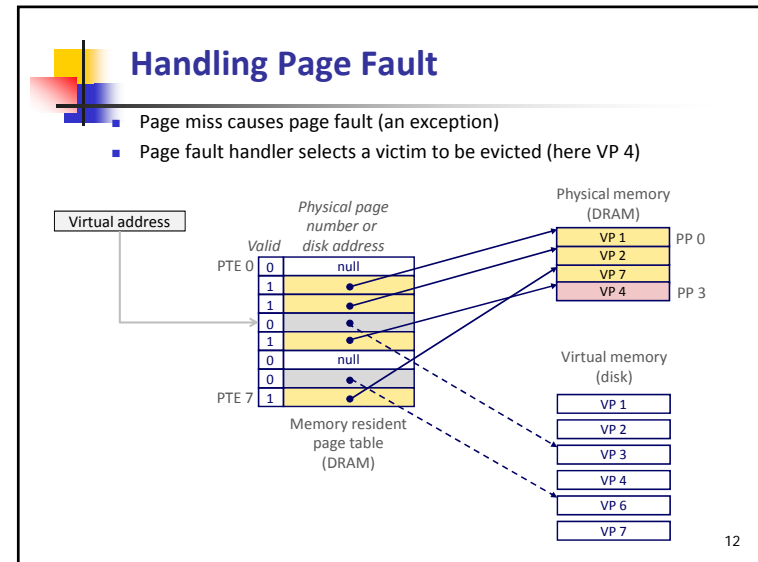 Handling Page Fault
Page miss causes page fault (an exception)
Page fault handler selects a victim to be evicted (here VP 4)
Virtual address
Physical page
number or
disk address
Valid
PTE 0
0
null
1
1
0
1
0
null
0
PTE 7
1
Memory resident
page table
(DRAM)
Physical memory
(DRAM)
VP 1
PP 0
VP 2
VP 7
VP 4
PP 3
Virtual memory
(disk)
VP 1
VP 2
VP 3
VP 4
VP 6
VP 7
12